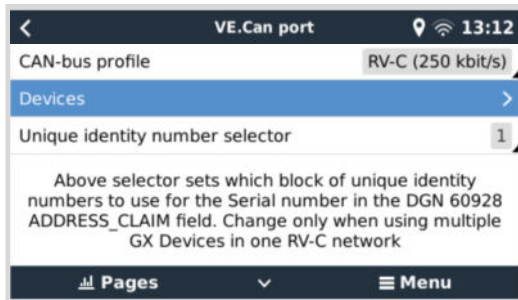 VE.Can port 13:12
CAN-bus profile RV-C (250 kbit/s)
Devices
Unique identity number selector 1
Above selector sets which block of unique identity
numbers to use for the Serial number in the DGN 60928
ADDRESS_CLAIM field. Change only when using multiple
GX Devices in one RV-C network
Pages Menu